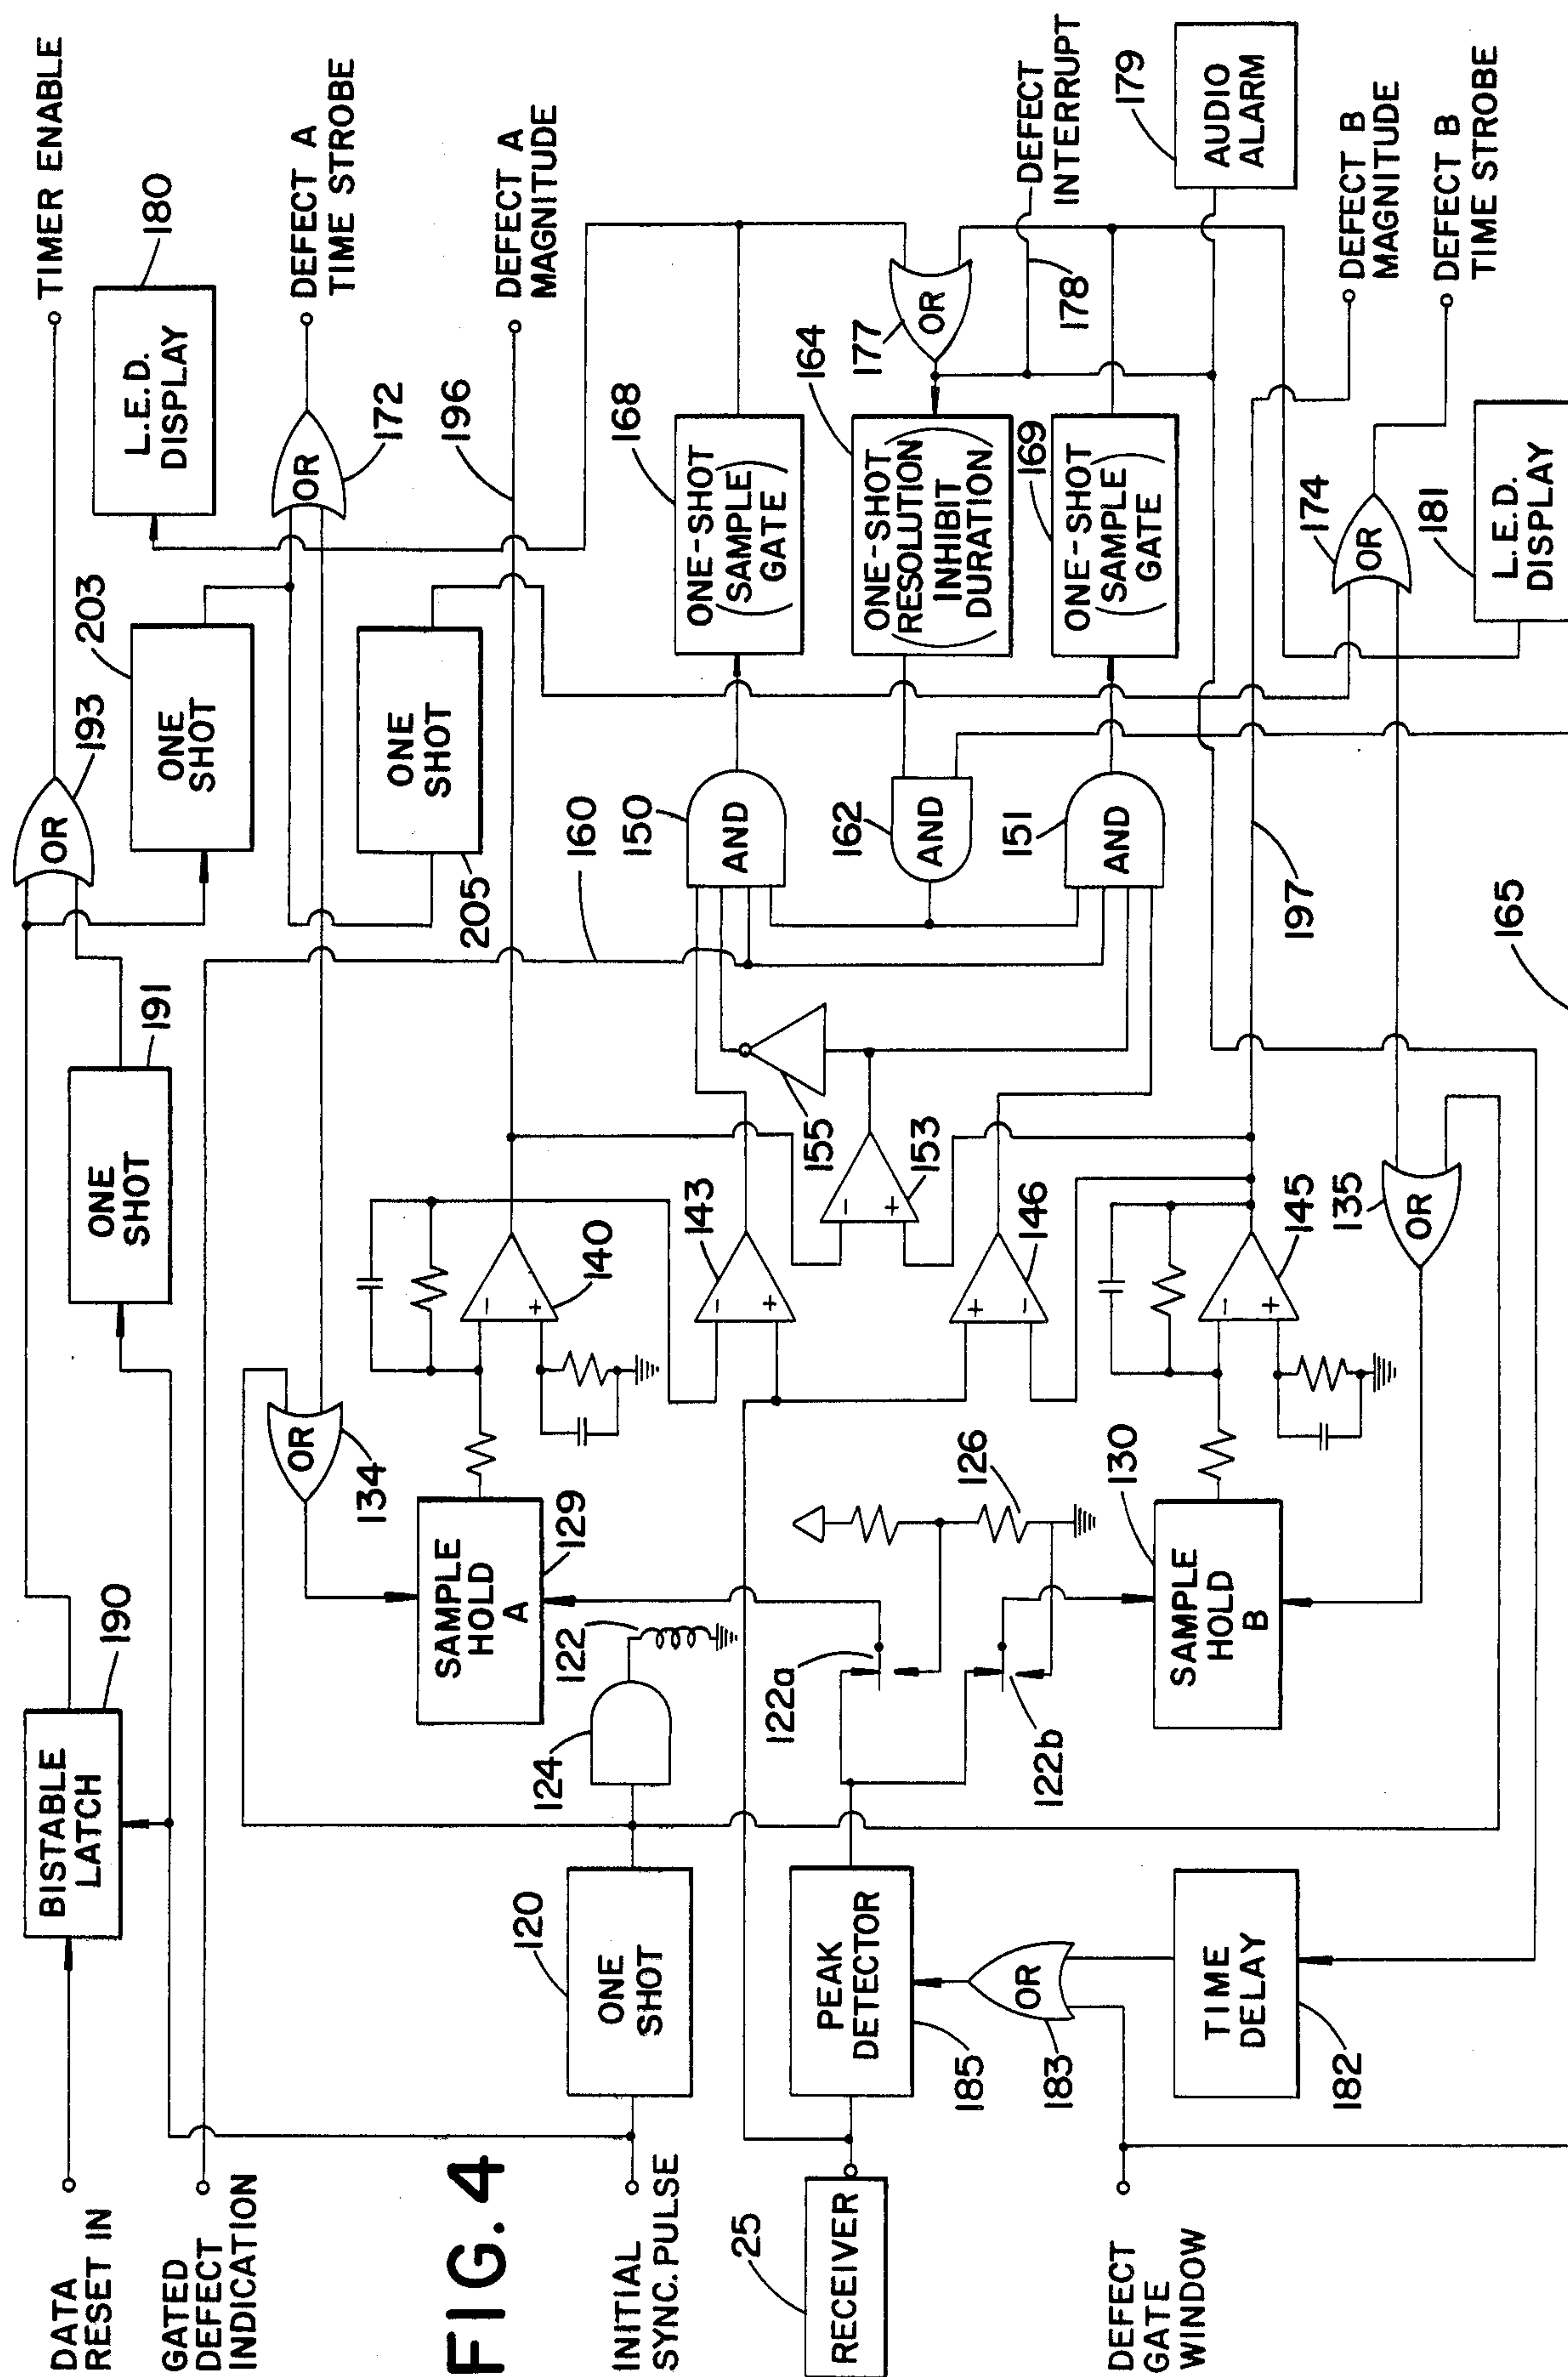 FIG. 4
DATA
RESET IN
GATED
DEFECT
INDICATION
INITIAL
SYNC. PULSE
25
RECEIVER
DEFECT
GATE
WINDOW
BISTABLE
LATCH
190
120
ONE
SHOT
PEAK
DETECTOR
185
OR
183
TIME
DELAY
182
OR
134
SAMPLE
HOLD
A
129
122
124
122a
122b
126
130
SAMPLE
HOLD
B
ONE
SHOT
191
-
+
140
143
-
+
+
-
146
-
+
153
155
-
+
145
135
OR
OR
193
203
ONE
SHOT
ONE
SHOT
205
160
150
AND
162
AND
151
AND
197
165
TIMER ENABLE
180
L.E.D.
DISPLAY
DEFECT A
TIME STROBE
OR
172
196
DEFECT A
MAGNITUDE
168
ONE-SHOT
(SAMPLE
GATE)
164
ONE-SHOT
(RESOLUTION
INHIBIT
DURATION)
169
ONE-SHOT
(SAMPLE
GATE)
177
OR
178
DEFECT
INTERRUPT
179
AUDIO
ALARM
DEFECT B
MAGNITUDE
DEFECT B
TIME STROBE
174
OR
181
L.E.D.
DISPLAY